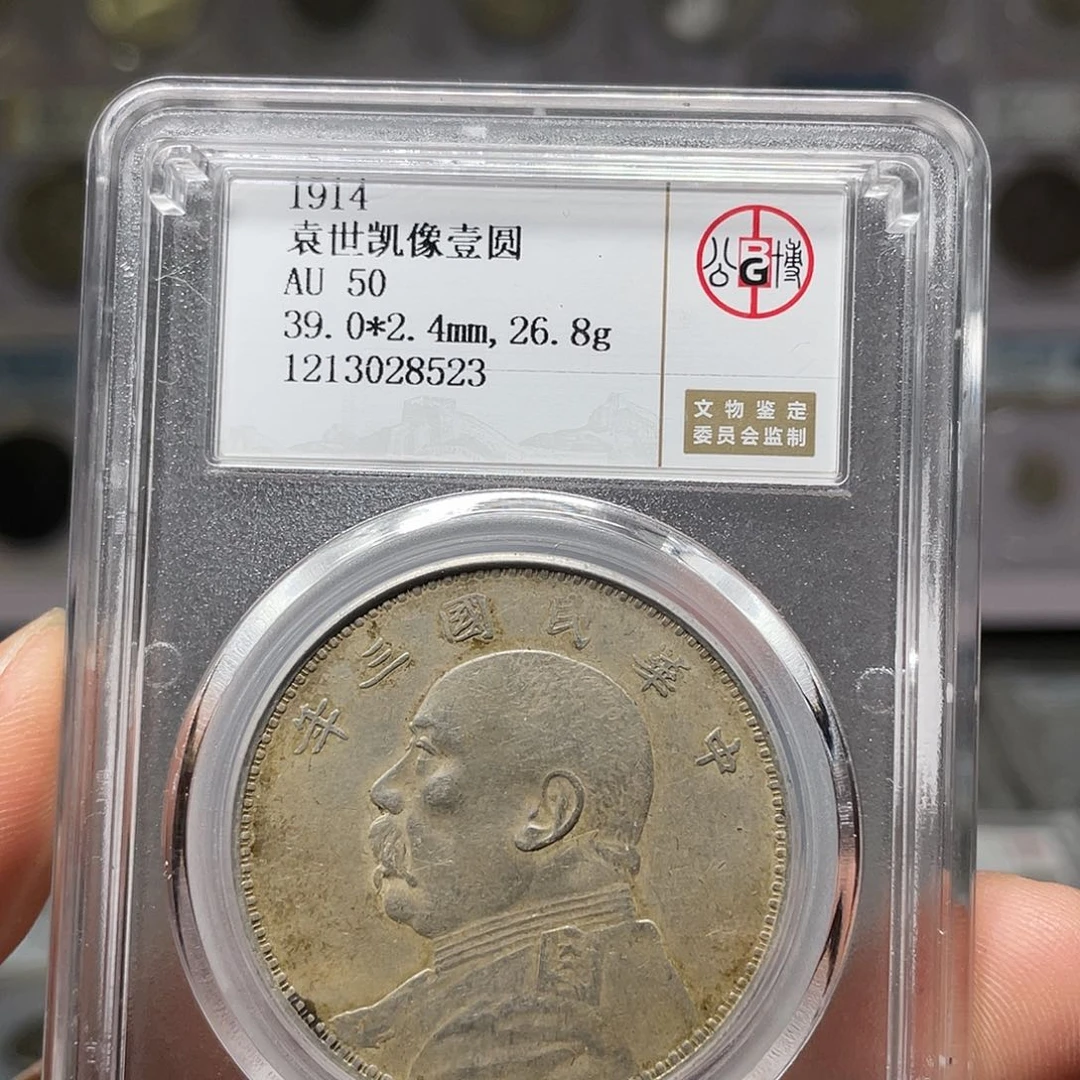 1914
袁世凯像壹圆
AU 50
39.0*2.4mm,26.8g
1213028523
公 PG 博
文物鉴定
委员会监制
中華民國三年